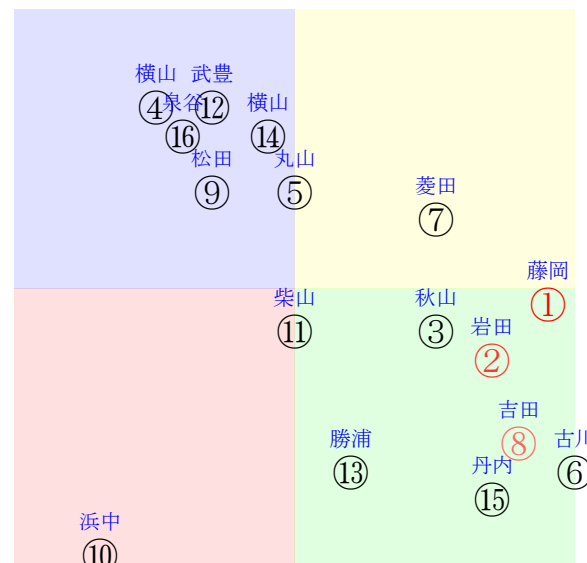 横山 武豊
④ 泉谷 ⑫ 横山
⑯ ⑭
松田 丸山
⑨ ⑤ 菱田
⑦
藤岡
柴山 秋山 ①
⑪ ③ 岩田
②
吉田
勝浦 ⑧ 古川
⑬ 丹内 ⑥
⑮
浜中
⑩